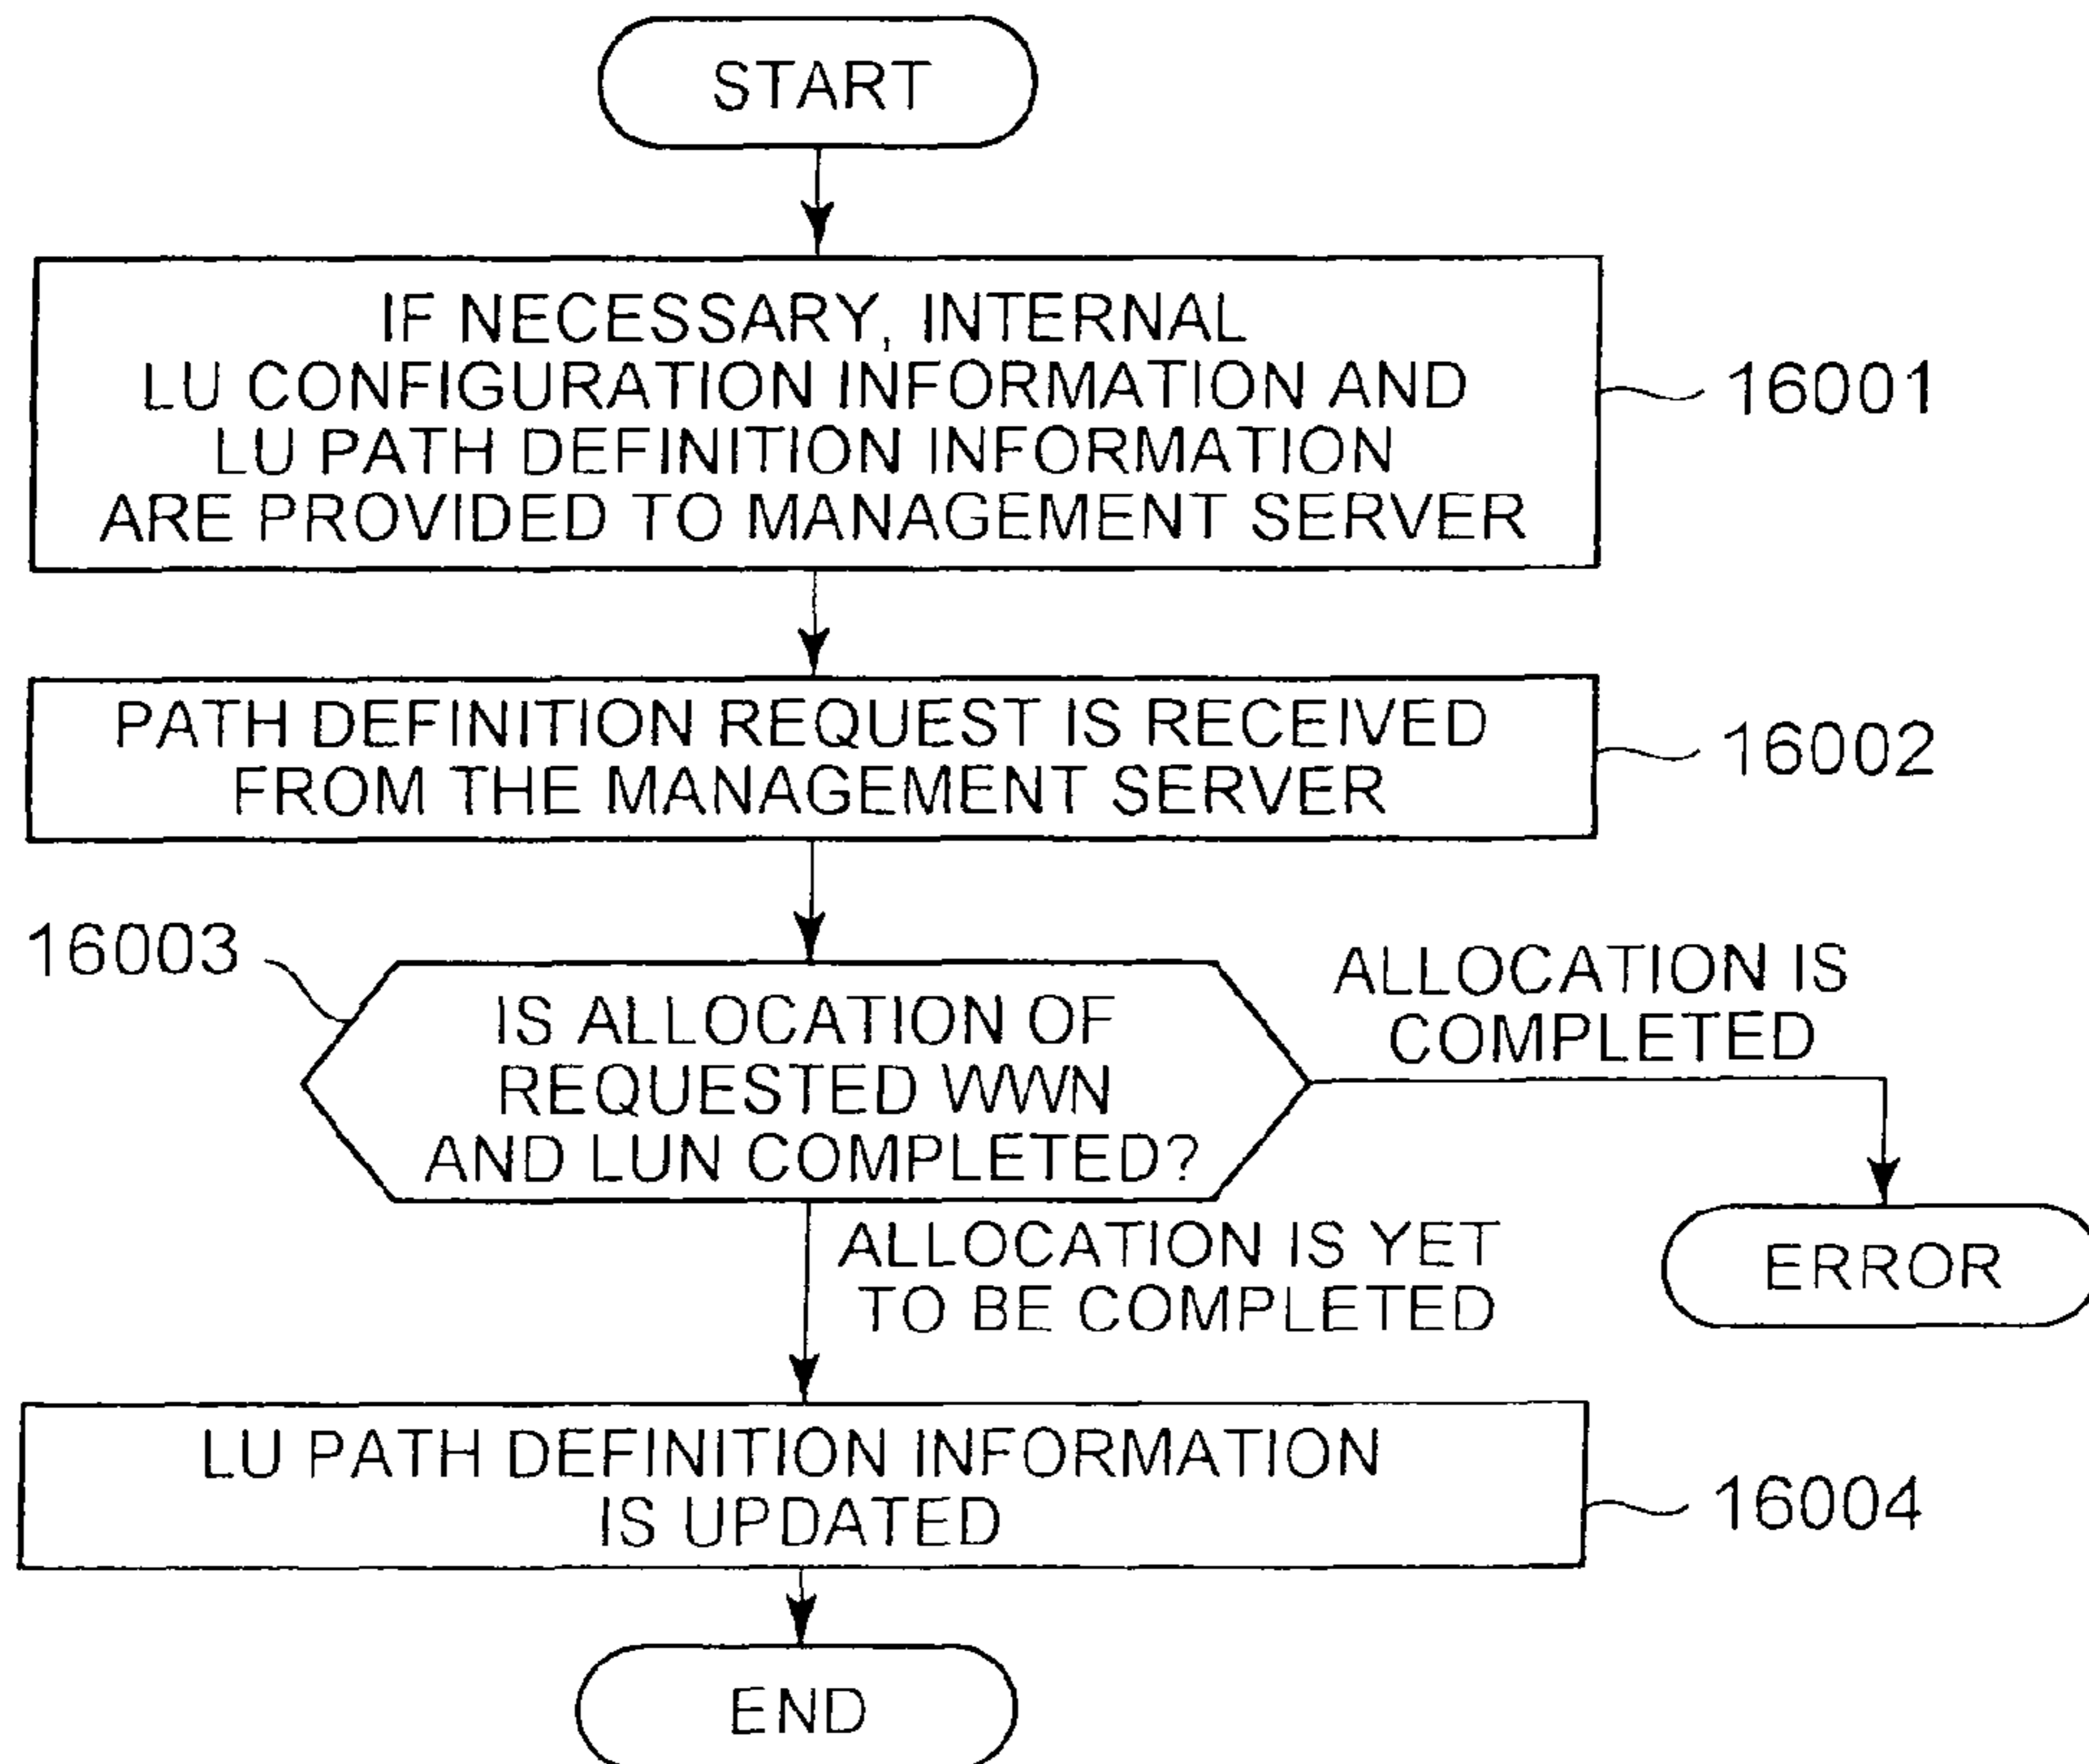 START
IF NECESSARY, INTERNAL
LU CONFIGURATION INFORMATION AND
LU PATH DEFINITION INFORMATION
ARE PROVIDED TO MANAGEMENT SERVER
16001
PATH DEFINITION REQUEST IS RECEIVED
FROM THE MANAGEMENT SERVER
16002
16003
IS ALLOCATION OF
REQUESTED WWN
AND LUN COMPLETED?
ALLOCATION IS
COMPLETED
ERROR
ALLOCATION IS YET
TO BE COMPLETED
LU PATH DEFINITION INFORMATION
IS UPDATED
16004
END